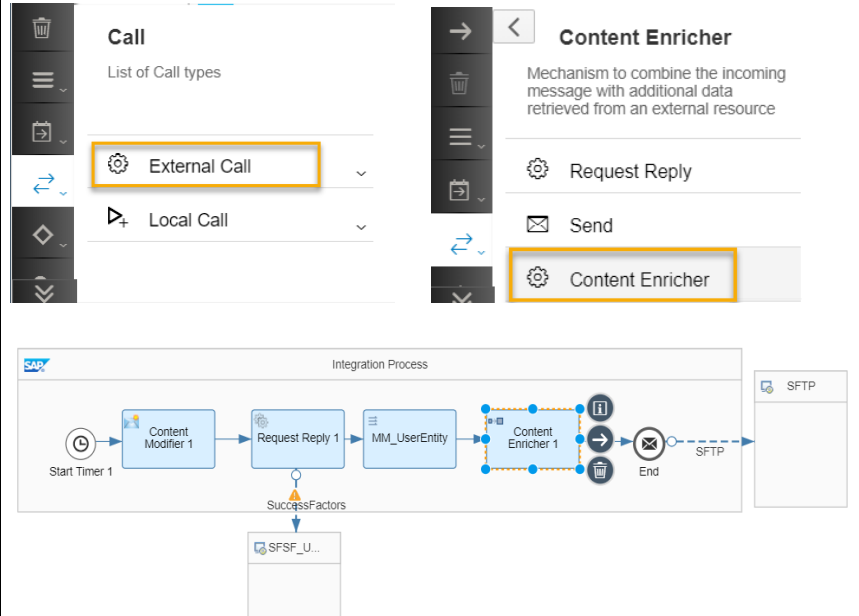 Call
List of Call types
External Call
Local Call
Content Enricher
Mechanism to combine the incoming
message with additional data
retrieved from an external resource
Request Reply
Send
Content Enricher
SAP
Integration Process
SFTP
Start Timer 1
Content
Modifier 1
Request Reply 1
MM_UserEntity
Content
Enricher 1
End
SFTP
SuccessFactors
SFSF_U...